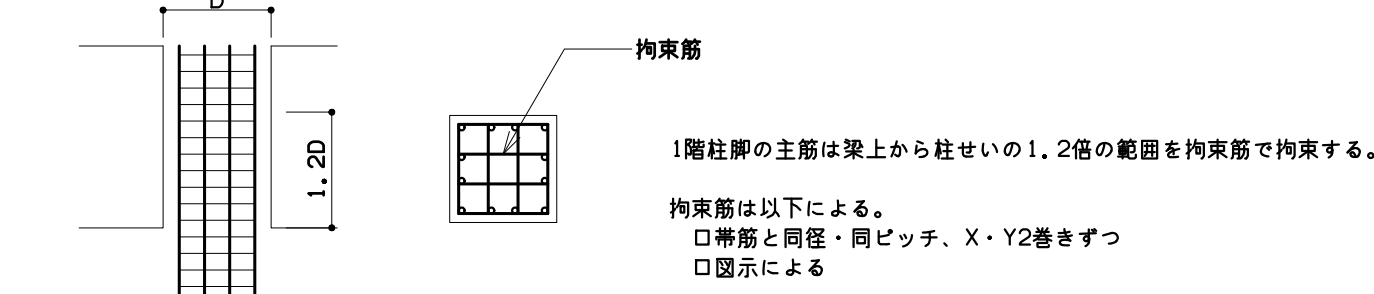 D
拘束筋
1.2D
1階柱脚の主筋は梁上から柱せいの1.2倍の範囲を拘束筋で拘束する。
拘束筋は以下による。
□帯筋と同径・同ピッチ、X・Y2巻きずつ
□図示による